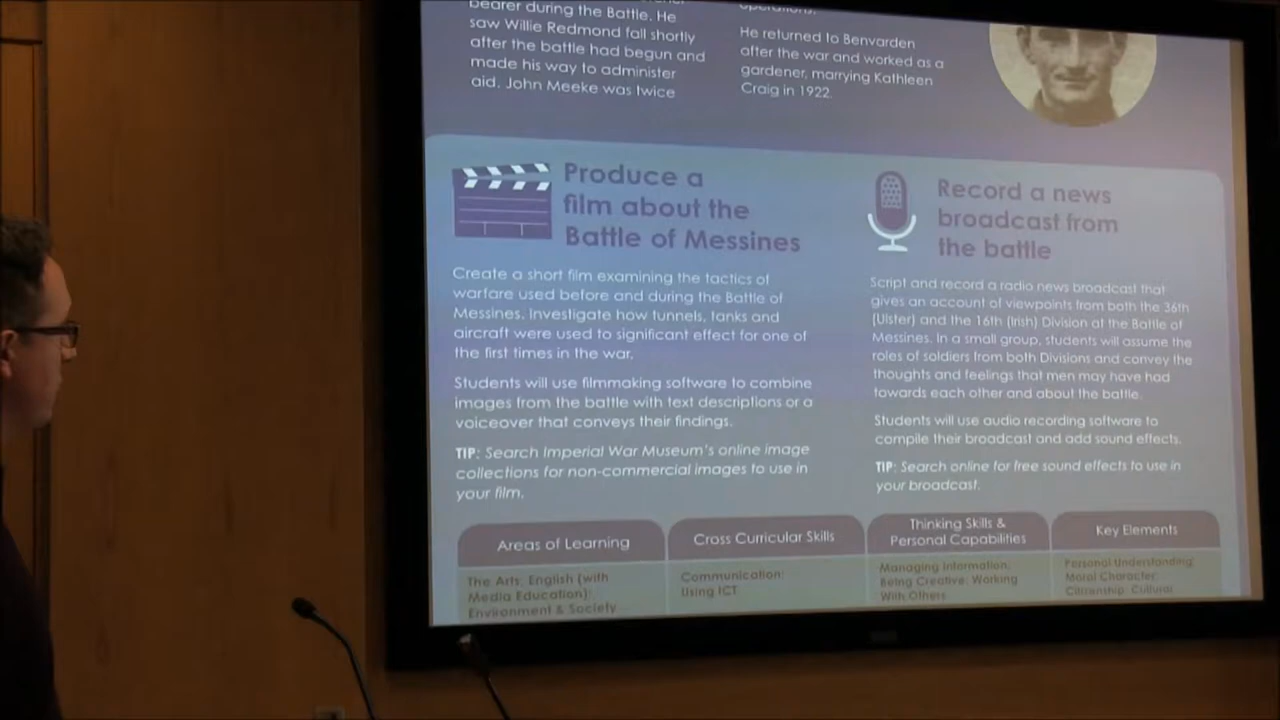 bearer during the Battle. He
saw Willie Redmond fall shortly
after the battle had begun and
made his way to administer
aid. John Meeke was twice
operations.
He returned to Benvarden
after the war and worked as a
gardener, marrying Kathleen
Craig in 1922.
Produce a
film about the
Battle of Messines
Create a short film examining the tactics of
warfare used before and during the Battle of
Messines. Investigate how tunnels, tanks and
aircraft were used to significant effect for one of
the first times in the war.
Students will use filmmaking software to combine
images from the battle with text descriptions or a
voiceover that conveys their findings.
TIP: Search Imperial War Museum's online image
collections for non-commercial images to use in
your film.
Record a news
broadcast from
the battle
Script and record a radio news broadcast that
gives an account of viewpoints from both the 36th
(Ulster) and the 16th (Irish) Division at the Battle of
Messines. In a small group, students will assume the
roles of soldiers from both Divisions and convey the
thoughts and feelings that men may have had
towards each other and about the battle.
Students will use audio recording software to
compile their broadcast and add sound effects.
TIP: Search online for free sound effects to use in
your broadcast.
Areas of Learning
The Arts; English (with
Media Education);
Environment & Society
Cross Curricular Skills
Communication;
Using ICT
Thinking Skills &
Personal Capabilities
Managing Information;
Being Creative; Working
With Others
Key Elements
Personal Understanding;
Moral Character;
Citizenship; Cultural